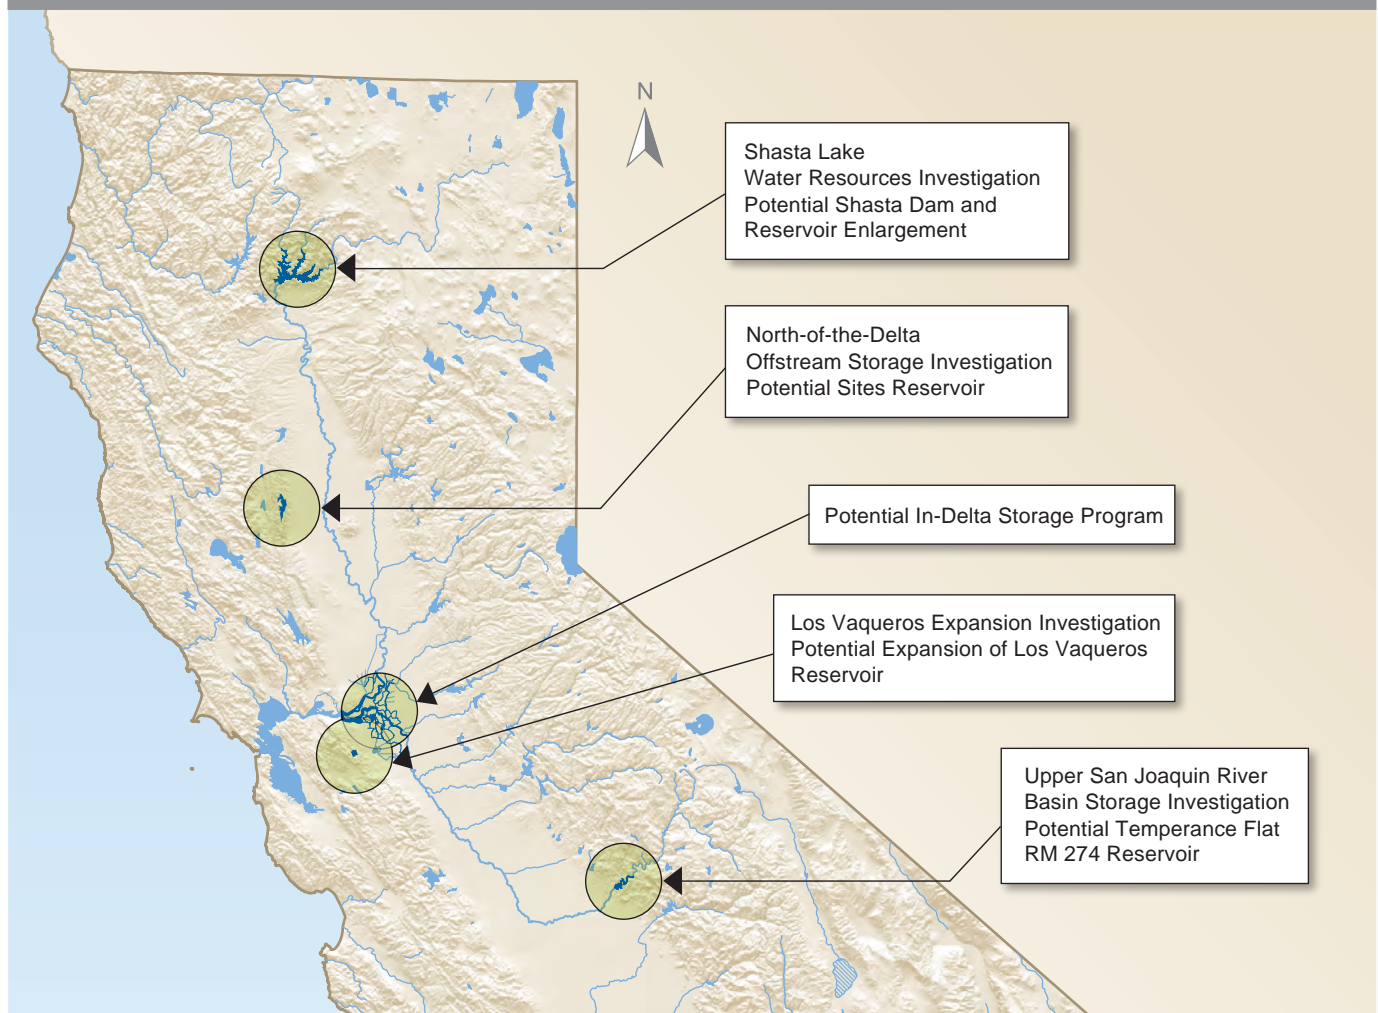 N
Shasta Lake
Water Resources Investigation
Potential Shasta Dam and
Reservoir Enlargement
North-of-the-Delta
Offstream Storage Investigation
Potential Sites Reservoir
Potential In-Delta Storage Program
Los Vaqueros Expansion Investigation
Potential Expansion of Los Vaqueros
Reservoir
Upper San Joaquin River
Basin Storage Investigation
Potential Temperance Flat
RM 274 Reservoir